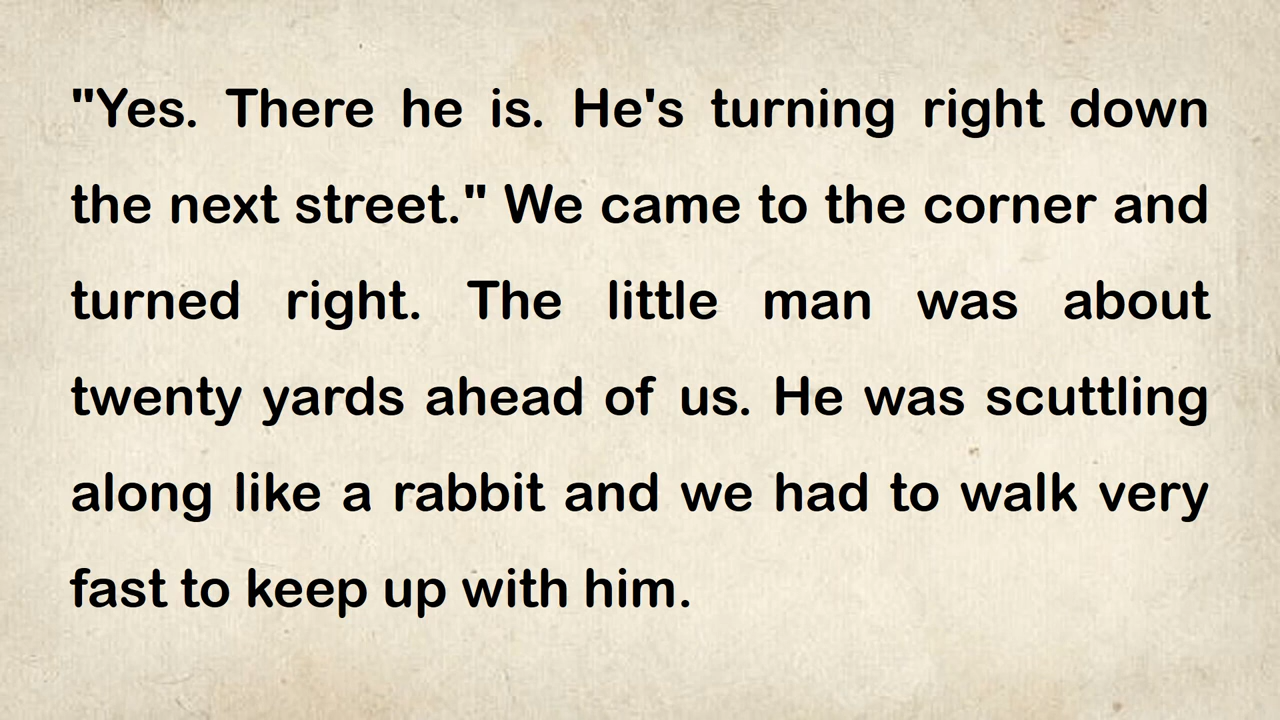 "Yes. There he is. He's turning right down
the next street." We came to the corner and
turned right. The little man was about
twenty yards ahead of us. He was scuttling
along like a rabbit and we had to walk very
fast to keep up with him.